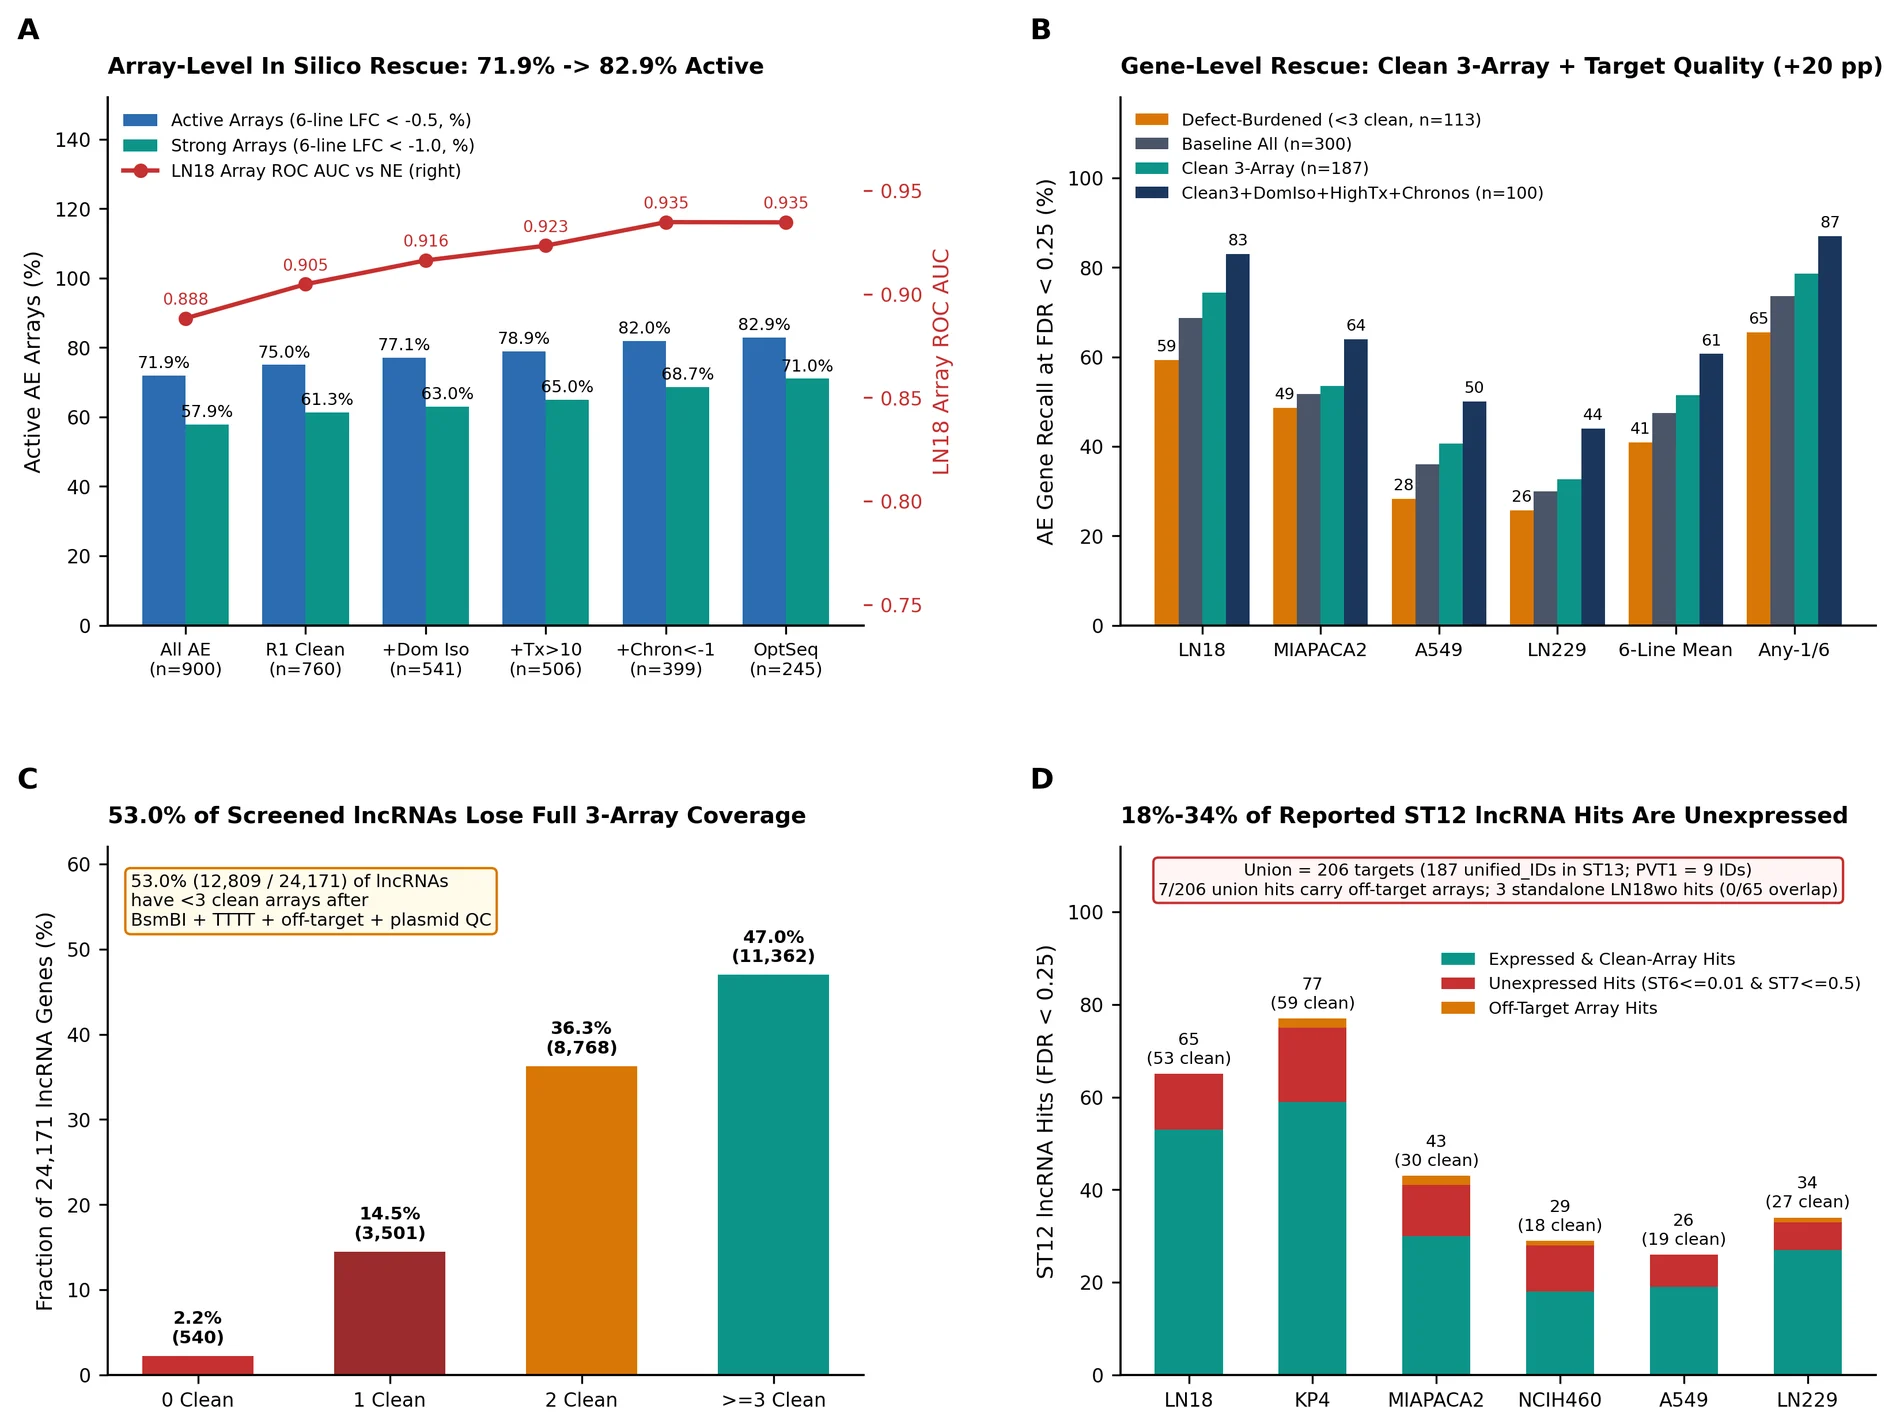 A
Array-Level In Silico Rescue: 71.9% -> 82.9% Active
Active Arrays (6-line LFC < -0.5, %)
Strong Arrays (6-line LFC < -1.0, %)
LN18 Array ROC AUC vs NE (right)
Active AE Arrays (%)
140
120
100
80
60
40
20
0
0.95
0.90
0.85
0.80
0.75
LN18 Array ROC AUC
0.888
0.905
0.916
0.923
0.935
0.935
71.9%
57.9%
75.0%
61.3%
77.1%
63.0%
78.9%
65.0%
82.0%
68.7%
82.9%
71.0%
All AE
(n=900)
R1 Clean
(n=760)
+Dom Iso
(n=541)
+Tx>10
(n=506)
+Chron<-1
(n=399)
OptSeq
(n=245)
B
Gene-Level Rescue: Clean 3-Array + Target Quality (+20 pp)
Defect-Burdened (<3 clean, n=113)
Baseline All (n=300)
Clean 3-Array (n=187)
Clean3+DomIso+HighTx+Chronos (n=100)
AE Gene Recall at FDR < 0.25 (%)
100
80
60
40
20
0
59
83
49
64
28
50
26
44
41
61
65
87
LN18
MIAPACA2
A549
LN229
6-Line Mean
Any-1/6
C
53.0% of Screened lncRNAs Lose Full 3-Array Coverage
53.0% (12,809 / 24,171) of lncRNAs
have <3 clean arrays after
BsmBI + TTTT + off-target + plasmid QC
Fraction of 24,171 lncRNA Genes (%)
60
50
40
30
20
10
0
2.2%
(540)
14.5%
(3,501)
36.3%
(8,768)
47.0%
(11,362)
0 Clean
1 Clean
2 Clean
>=3 Clean
D
18%-34% of Reported ST12 lncRNA Hits Are Unexpressed
Union = 206 targets (187 unified_IDs in ST13; PVT1 = 9 IDs)
7/206 union hits carry off-target arrays; 3 standalone LN18wo hits (0/65 overlap)
Expressed & Clean-Array Hits
Unexpressed Hits (ST6<=0.01 & ST7<=0.5)
Off-Target Array Hits
ST12 lncRNA Hits (FDR < 0.25)
100
80
60
40
20
0
65
(53 clean)
77
(59 clean)
43
(30 clean)
29
(18 clean)
26
(19 clean)
34
(27 clean)
LN18
KP4
MIAPACA2
NCIH460
A549
LN229